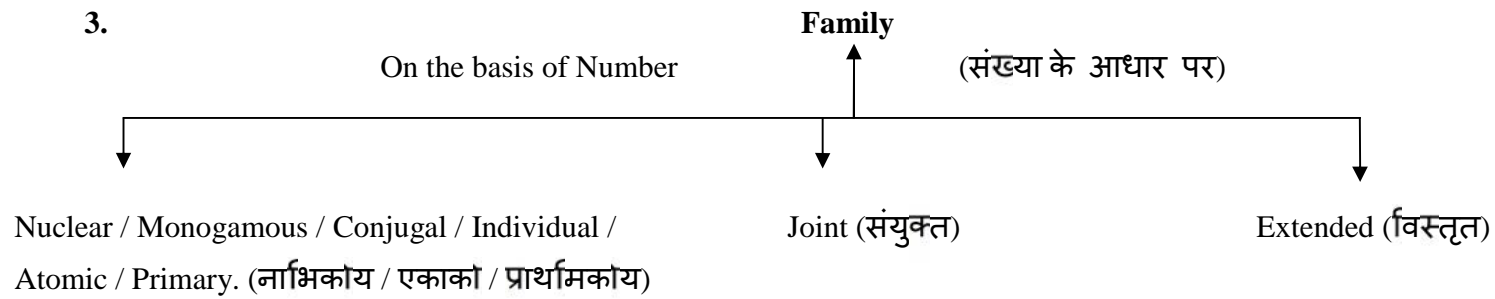 3. Family
On the basis of Number (संख्या के आधार पर)
Nuclear / Monogamous / Conjugal / Individual / Joint (संयुक्त) Extended (विस्तृत)
Atomic / Primary. (नाभिकीय / एकाकी / प्राथमिकीय)